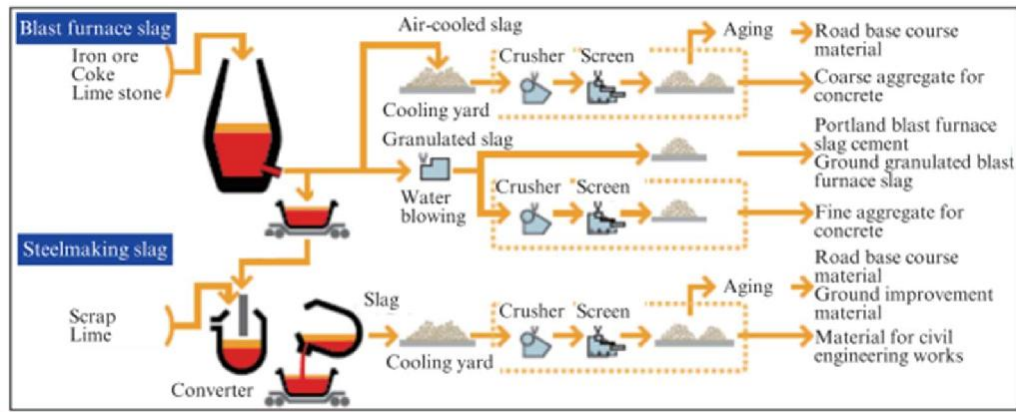 Blast furnace slag
Iron ore
Coke
Lime stone
Air-cooled slag
Cooling yard
Crusher
Screen
Aging
Road base course
material
Coarse aggregate for
concrete
Granulated slag
Water
blowing
Crusher
Screen
Portland blast furnace
slag cement
Ground granulated blast
furnace slag
Fine aggregate for
concrete
Steelmaking slag
Scrap
Lime
Converter
Slag
Cooling yard
Crusher
Screen
Aging
Road base course
material
Ground improvement
material
Material for civil
engineering works